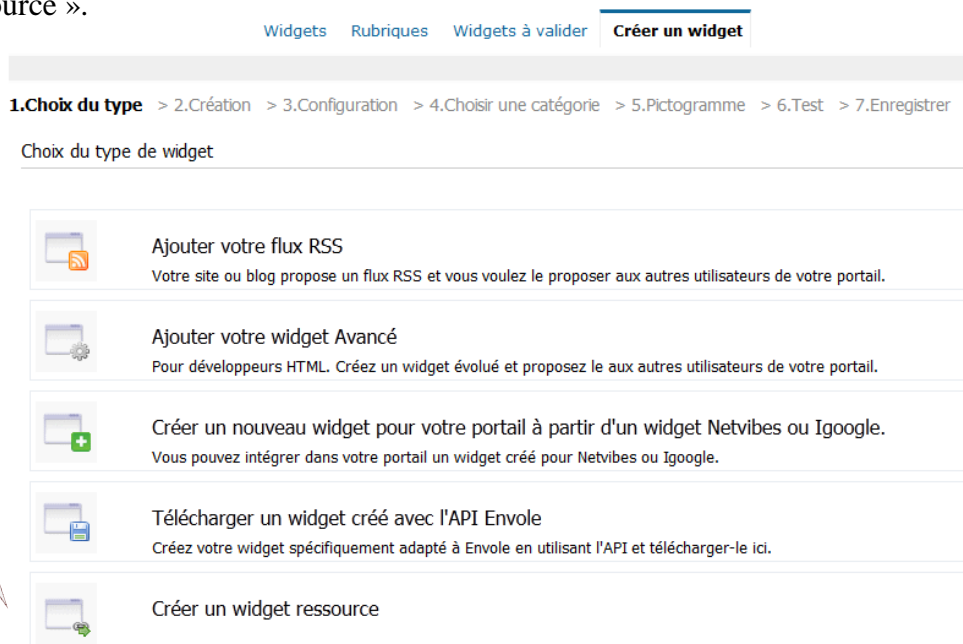 ource ».
Widgets Rubriques Widgets à valider Créer un widget
1.Choix du type > 2.Création > 3.Configuration > 4.Choisir une catégorie > 5.Pictogramme > 6.Test > 7.Enregistrer
Choix du type de widget
Ajouter votre flux RSS
Votre site ou blog propose un flux RSS et vous voulez le proposer aux autres utilisateurs de votre portail.
Ajouter votre widget Avancé
Pour développeurs HTML. Créez un widget évolué et proposez le aux autres utilisateurs de votre portail.
Créer un nouveau widget pour votre portail à partir d'un widget Netvibes ou Igoogle.
Vous pouvez intégrer dans votre portail un widget créé pour Netvibes ou Igoogle.
Télécharger un widget créé avec l'API Envole
Créez votre widget spécifiquement adapté à Envole en utilisant l'API et télécharger-le ici.
Créer un widget ressource